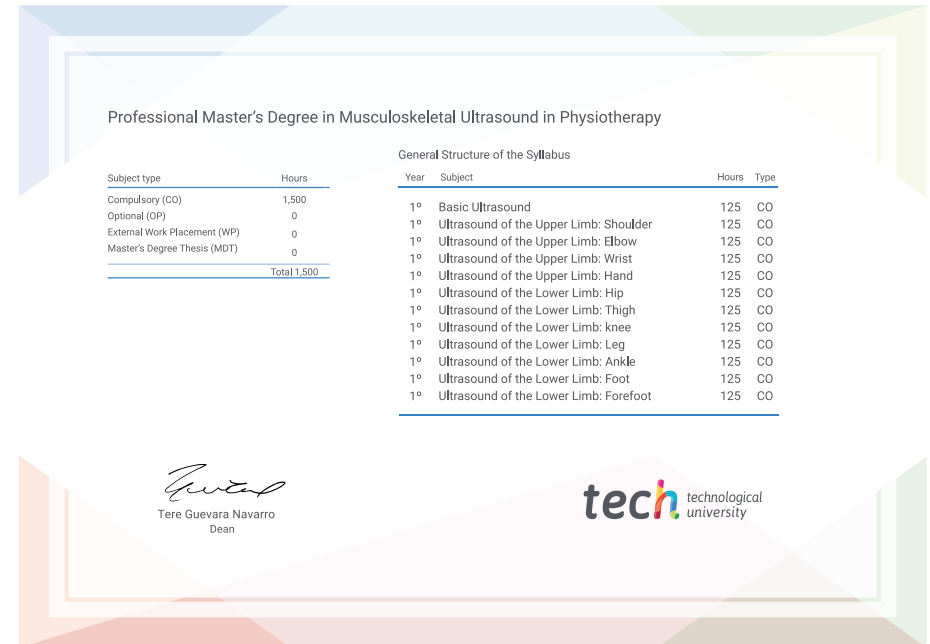 Professional Master's Degree in Musculoskeletal Ultrasound in Physiotherapy
General Structure of the Syllabus
Subject type Hours
Compulsory (CO) 1,500
Optional (OP) 0
External Work Placement (WP) 0
Master's Degree Thesis (MDT) 0
Total 1,500
Year Subject Hours Type
1º Basic Ultrasound 125 CO
1º Ultrasound of the Upper Limb: Shoulder 125 CO
1º Ultrasound of the Upper Limb: Elbow 125 CO
1º Ultrasound of the Upper Limb: Wrist 125 CO
1º Ultrasound of the Upper Limb: Hand 125 CO
1º Ultrasound of the Lower Limb: Hip 125 CO
1º Ultrasound of the Lower Limb: Thigh 125 CO
1º Ultrasound of the Lower Limb: knee 125 CO
1º Ultrasound of the Lower Limb: Leg 125 CO
1º Ultrasound of the Lower Limb: Ankle 125 CO
1º Ultrasound of the Lower Limb: Foot 125 CO
1º Ultrasound of the Lower Limb: Forefoot 125 CO
Tere Guevara Navarro
Dean
tech technological
university